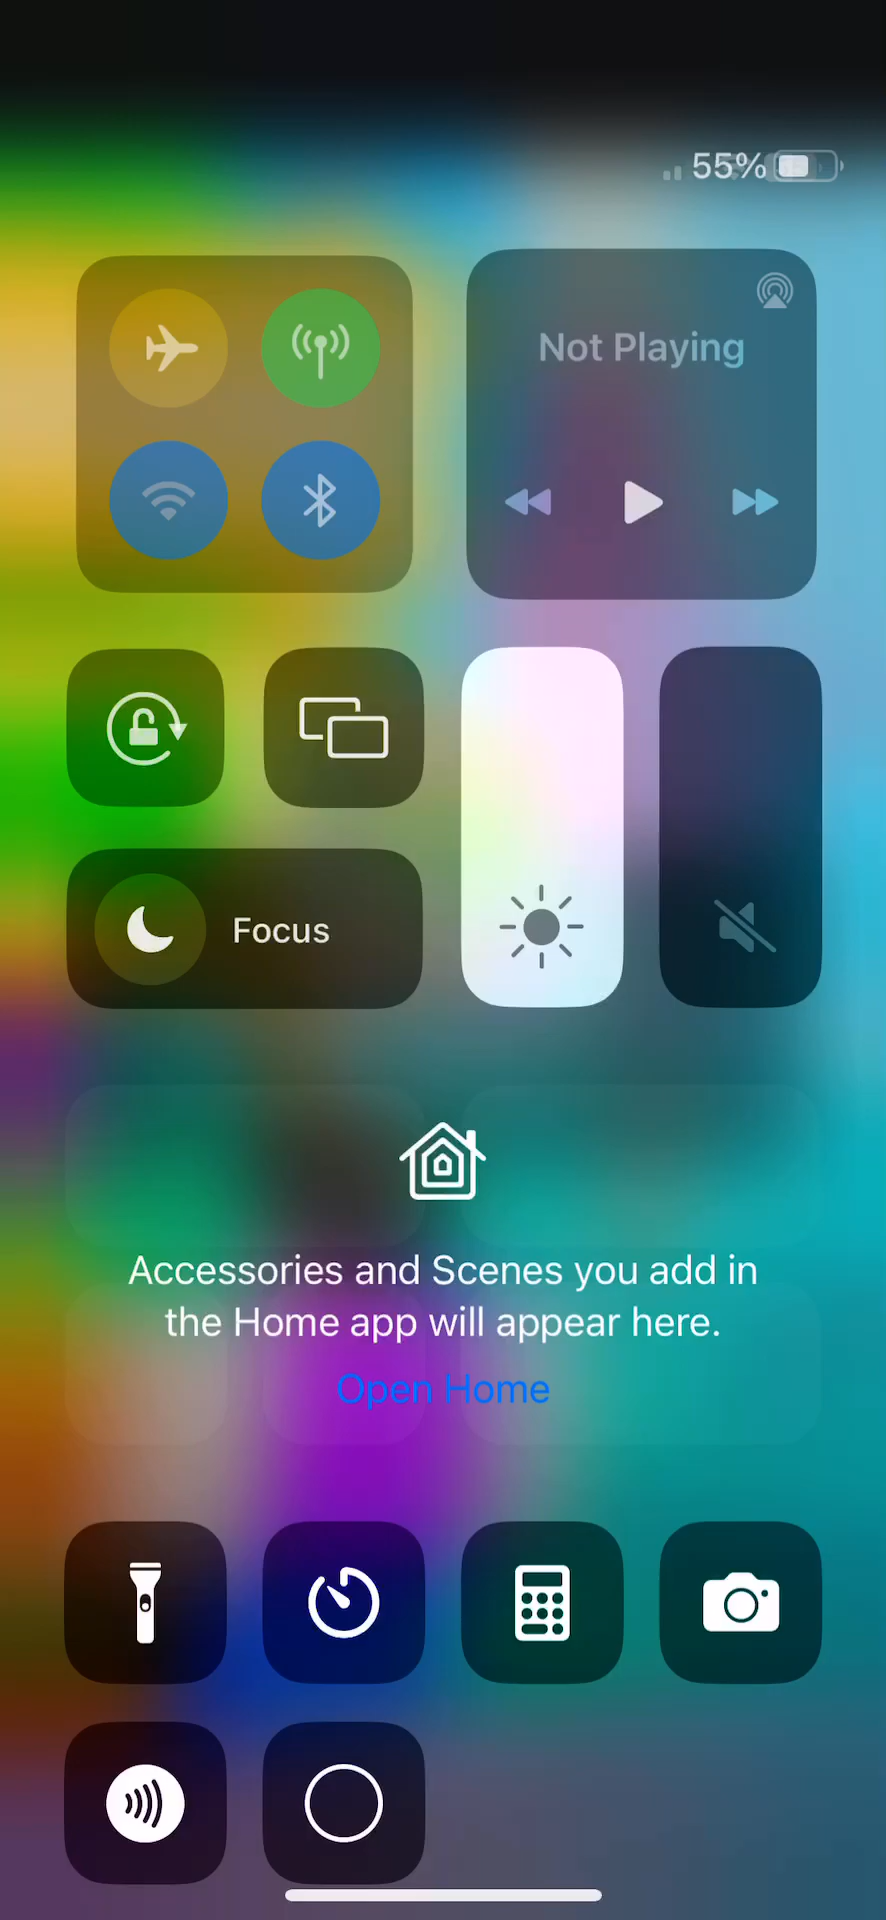 55%
Not Playing
Focus
Accessories and Scenes you add in
the Home app will appear here.
Open Home